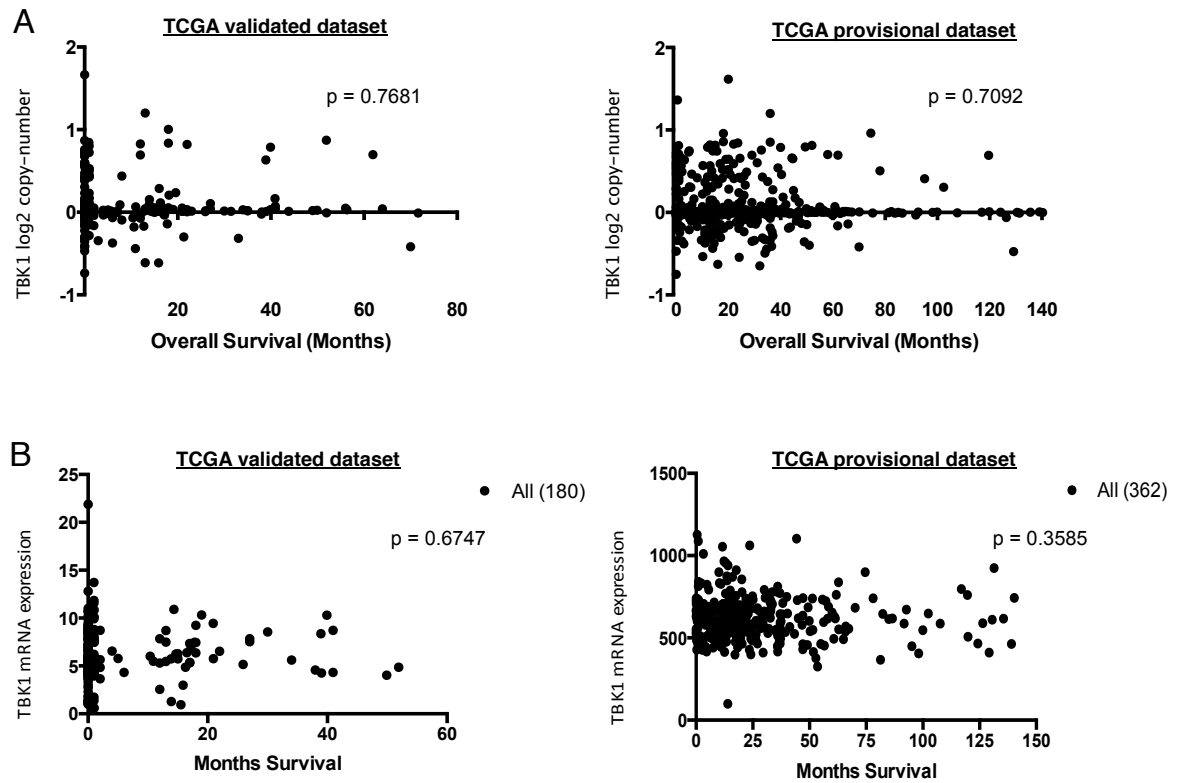 A
TCGA validated dataset
TBK1 log2 copy-number
2
1
0
-1
p = 0.7681
20
40
60
80
Overall Survival (Months)
TCGA provisional dataset
TBK1 log2 copy-number
2
1
0
-1
p = 0.7092
0
20
40
60
80
100
120
140
Overall Survival (Months)
B
TCGA validated dataset
TBK1 mRNA expression
25
20
15
10
5
0
All (180)
p = 0.6747
0
20
40
60
Months Survival
TCGA provisional dataset
TBK1 mRNA expression
1500
1000
500
0
All (362)
p = 0.3585
0
25
50
75
100
125
150
Months Survival